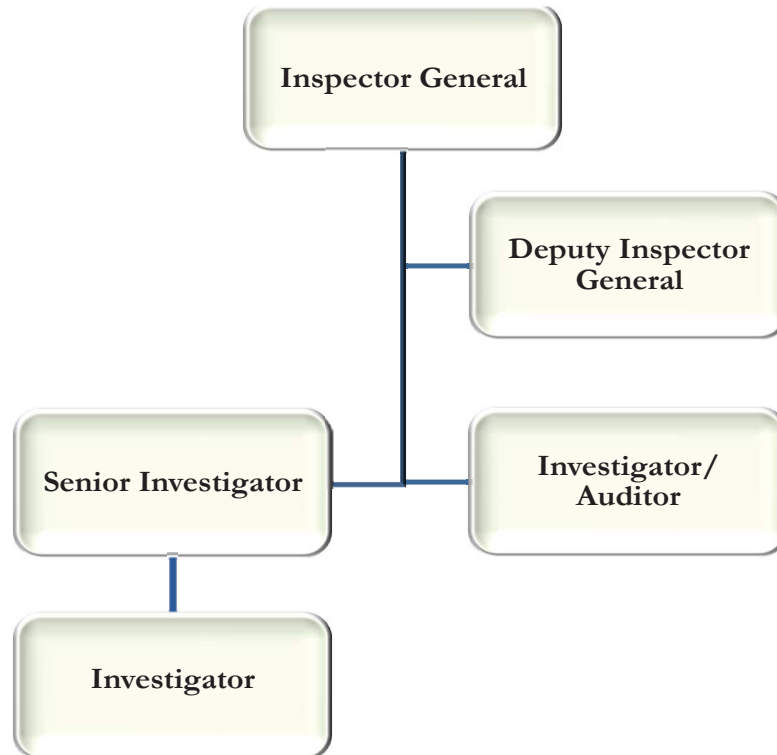 Inspector General
Deputy Inspector
General
Senior Investigator
Investigator/
Auditor
Investigator